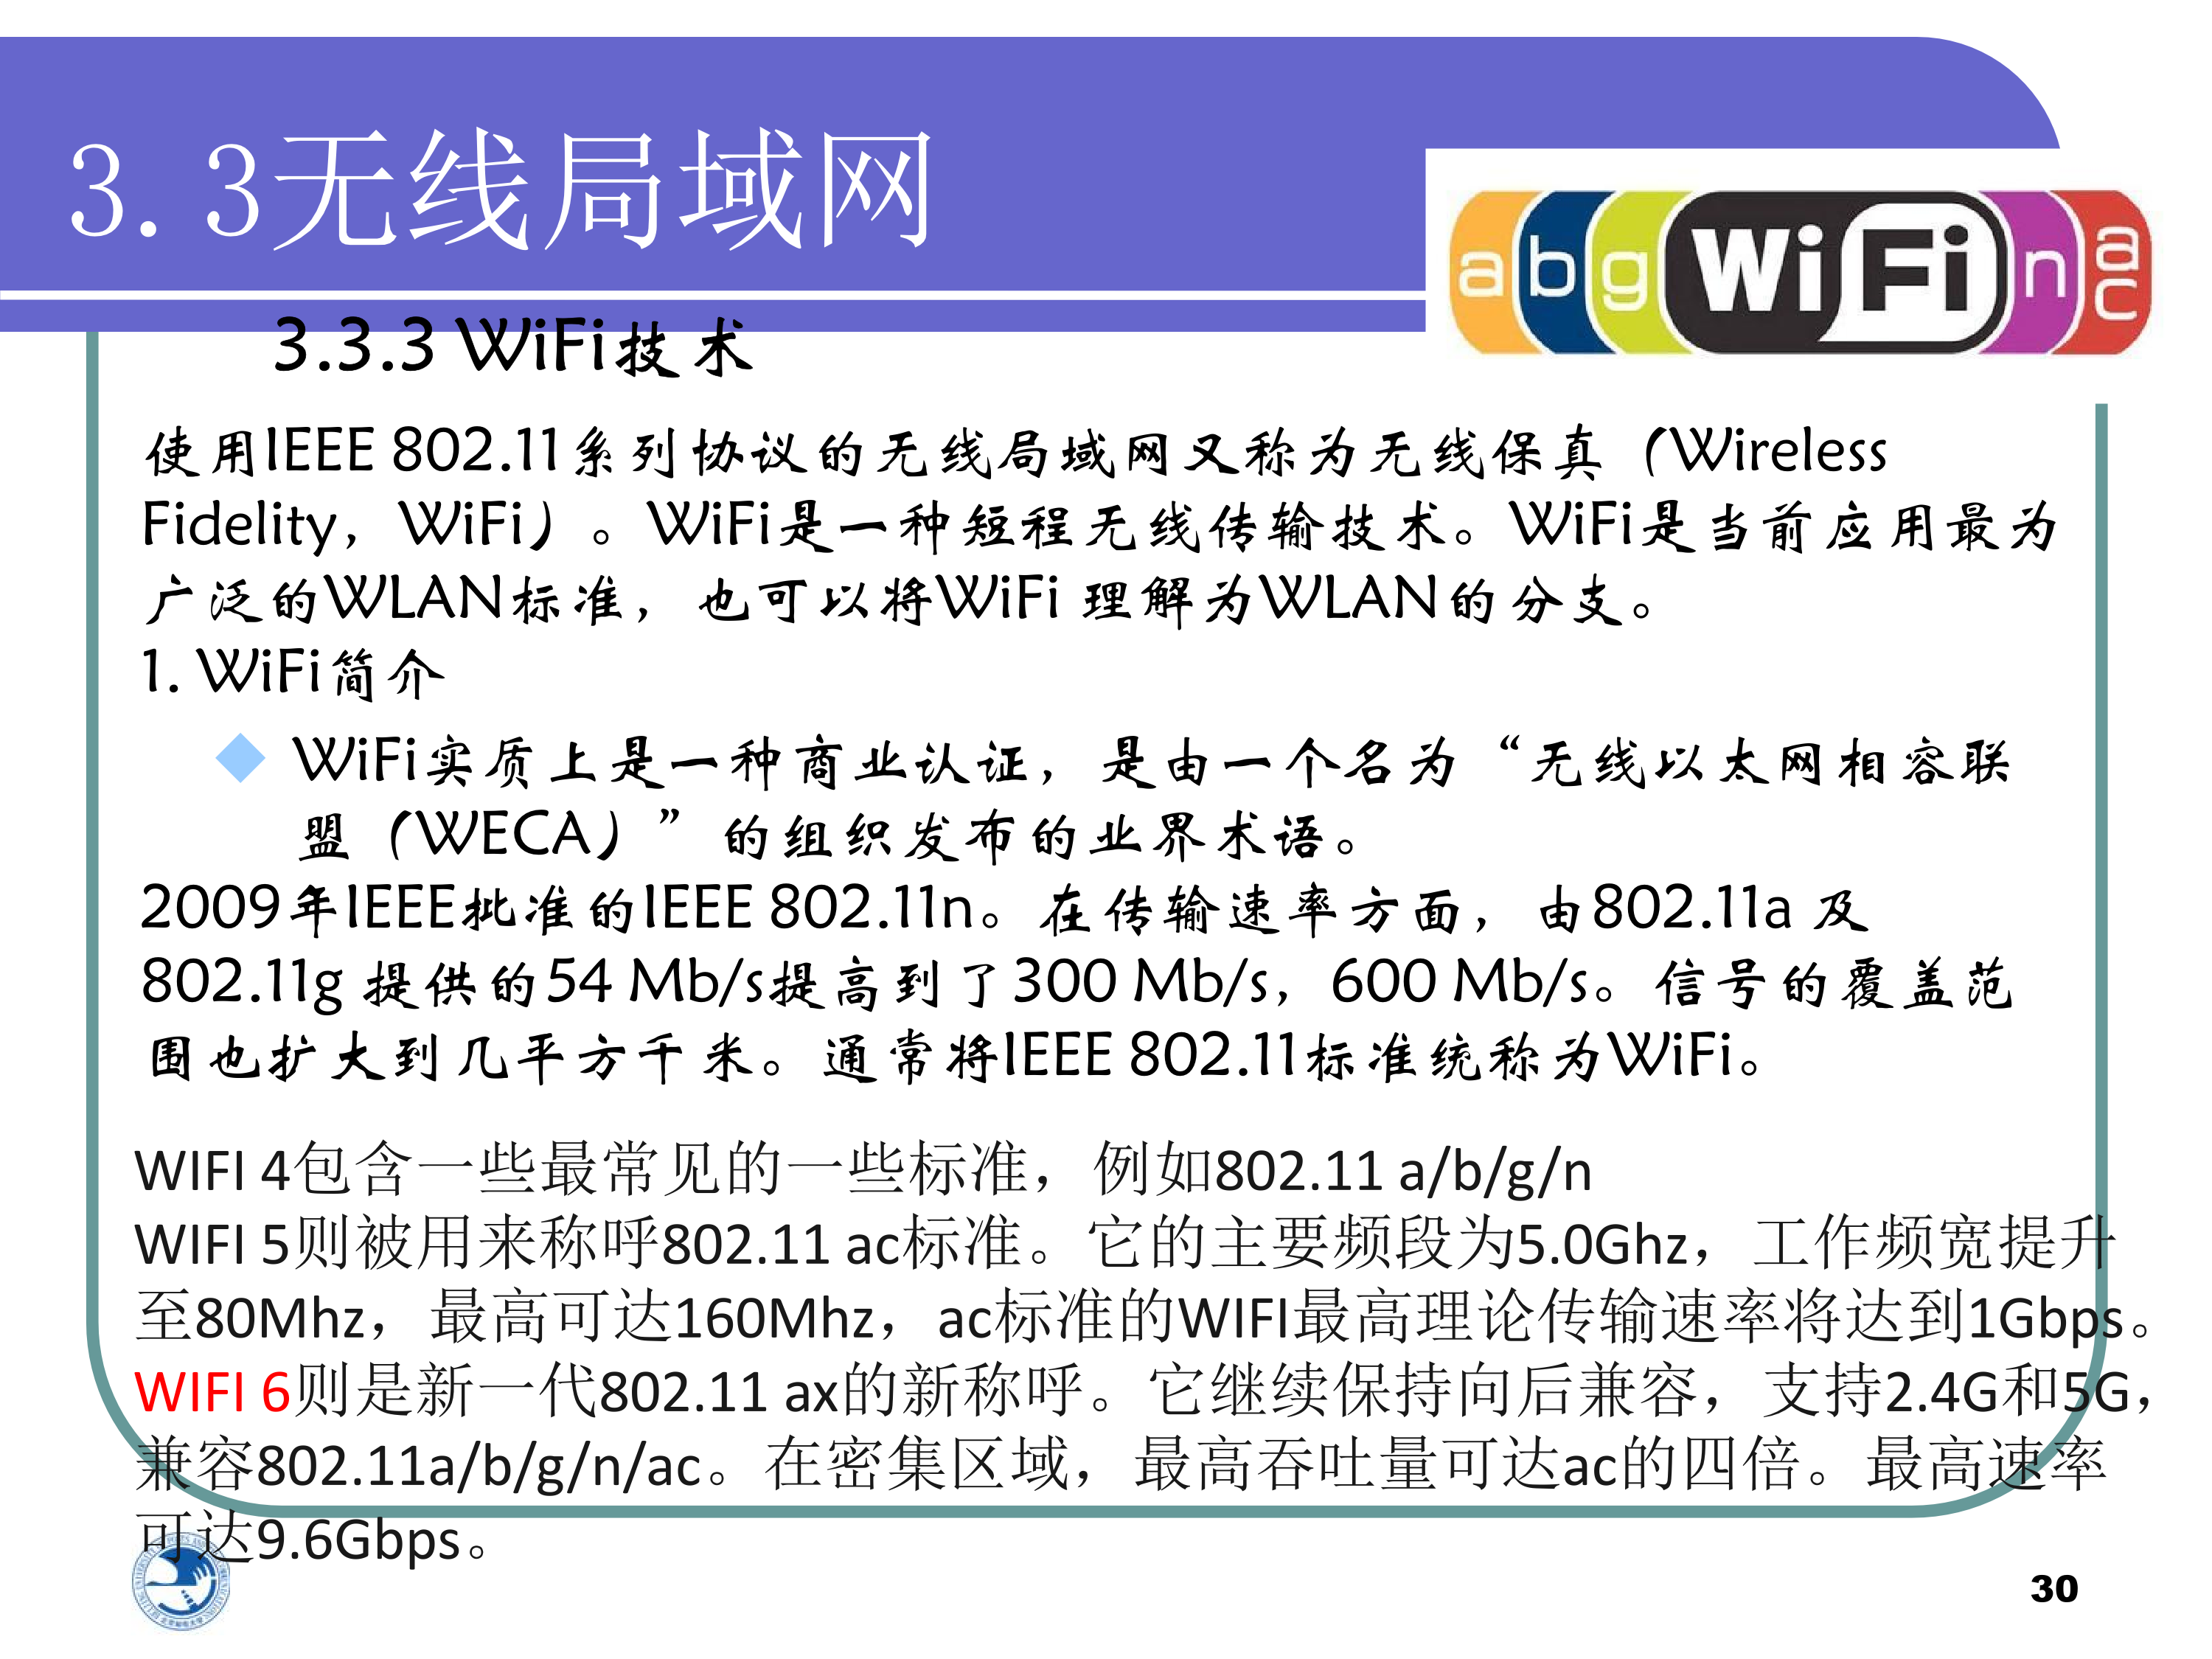 3.3无线局域网
a b g WiFi n ac
3.3.3 WiFi技术
使用IEEE 802.11系列协议的无线局域网又称为无线保真（Wireless
Fidelity，WiFi）。WiFi是一种短程无线传输技术。WiFi是当前应用最为
广泛的WLAN标准，也可以将WiFi 理解为WLAN的分支。
1. WiFi简介
WiFi实质上是一种商业认证，是由一个名为“无线以太网相容联
盟（WECA）”的组织发布的业界术语。
2009年IEEE批准的IEEE 802.11n。在传输速率方面，由802.11a 及
802.11g 提供的54 Mb/s提高到了300 Mb/s，600 Mb/s。信号的覆盖范
围也扩大到几平方千米。通常将IEEE 802.11标准统称为WiFi。
WIFI 4包含一些最常见的一些标准，例如802.11 a/b/g/n
WIFI 5则被用来称呼802.11 ac标准。它的主要频段为5.0Ghz，工作频宽提升
至80Mhz，最高可达160Mhz，ac标准的WIFI最高理论传输速率将达到1Gbps。
WIFI 6则是新一代802.11 ax的新称呼。它继续保持向后兼容，支持2.4G和5G，
兼容802.11a/b/g/n/ac。在密集区域，最高吞吐量可达ac的四倍。最高速率
可达9.6Gbps。
30